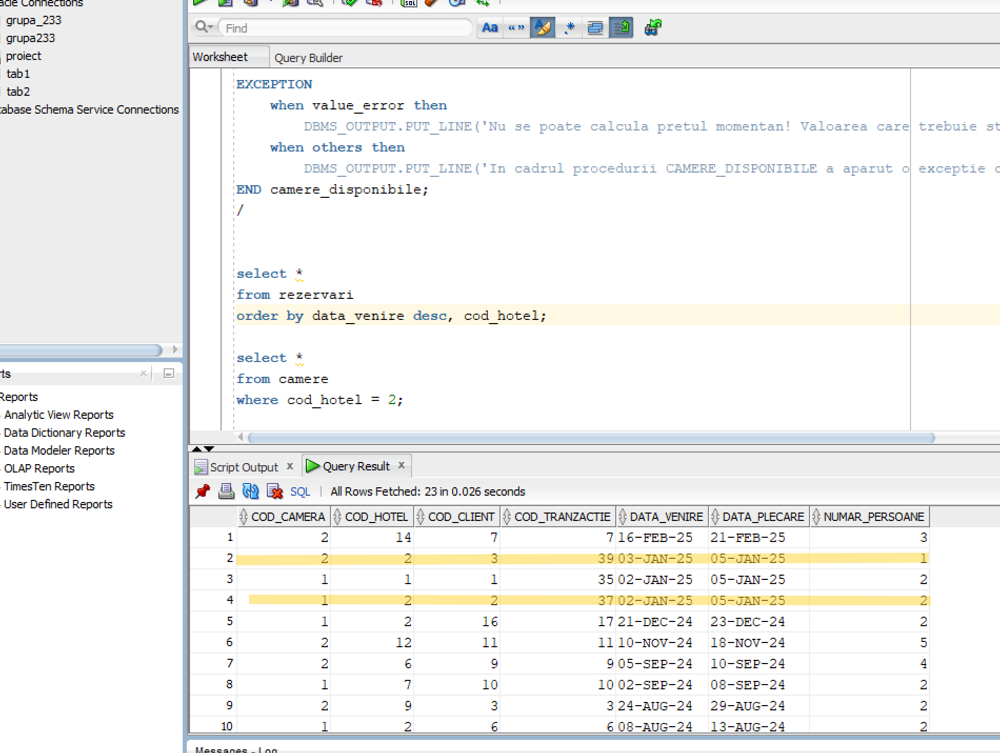 acle Connections
grupa_233
grupa233
proiect
tab1
tab2
tabase Schema Service Connections
ts
Reports
Analytic View Reports
Data Dictionary Reports
Data Modeler Reports
OLAP Reports
TimesTen Reports
User Defined Reports
SQL
Find
Aa
“ ”
.*
Worksheet
Query Builder
EXCEPTION
when value_error then
DBMS_OUTPUT.PUT_LINE('Nu se poate calcula pretul momentan! Valoarea care trebuie st
when others then
DBMS_OUTPUT.PUT_LINE('In cadrul procedurii CAMERE_DISPONIBILE a aparut o exceptie
END camere_disponibile;
/
select *
from rezervari
order by data_venire desc, cod_hotel;
select *
from camere
where cod_hotel = 2;
Script Output x
Query Result x
SQL | All Rows Fetched: 23 in 0.026 seconds
COD_CAMERA COD_HOTEL COD_CLIENT COD_TRANZACTIE DATA_VENIRE DATA_PLECARE NUMAR_PERSOANE
1 2 14 7 7 16-FEB-25 21-FEB-25 3
2 2 2 3 39 03-JAN-25 05-JAN-25 1
3 1 1 1 35 02-JAN-25 05-JAN-25 2
4 1 2 2 37 02-JAN-25 05-JAN-25 2
5 1 2 16 17 21-DEC-24 23-DEC-24 2
6 2 12 11 11 10-NOV-24 18-NOV-24 5
7 2 6 9 9 05-SEP-24 10-SEP-24 4
8 1 7 10 10 02-SEP-24 08-SEP-24 2
9 2 9 3 3 24-AUG-24 29-AUG-24 2
10 1 2 6 6 08-AUG-24 13-AUG-24 2
Messages - Log